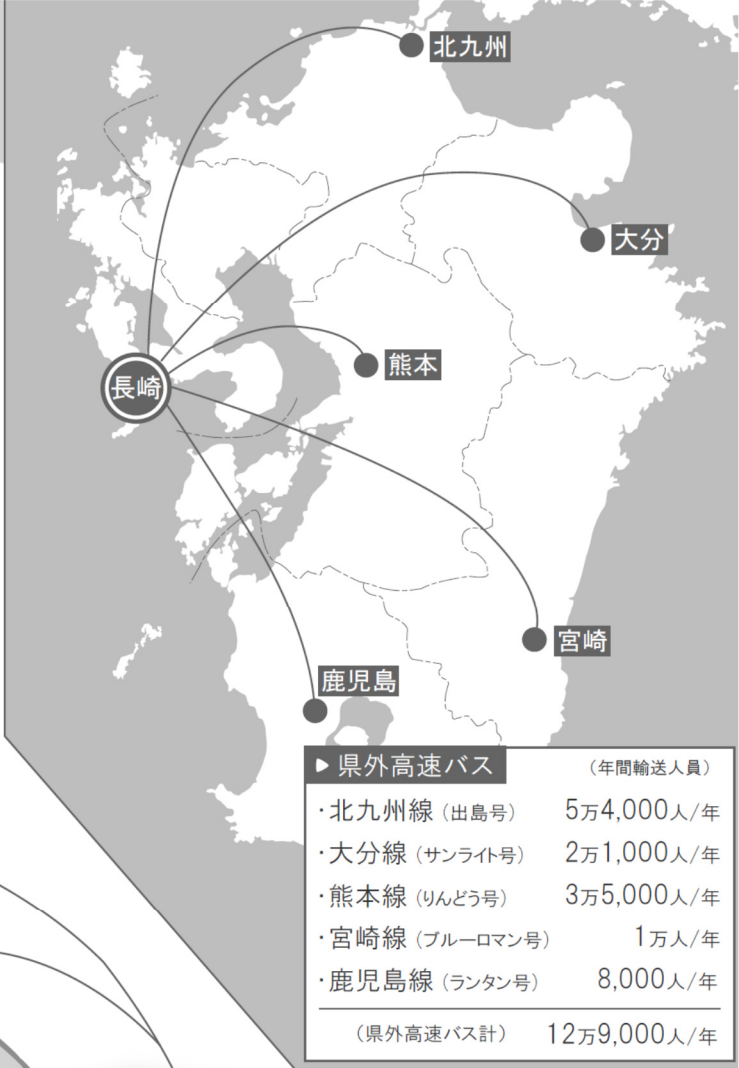 北九州
大分
熊本
長崎
宮崎
鹿児島
▶県外高速バス (年間輸送人員)
・北九州線(出島号) 5万4,000人/年
・大分線(サンライト号) 2万1,000人/年
・熊本線(りんどう号) 3万5,000人/年
・宮崎線(ブルーロマン号) 1万人/年
・鹿児島線(ランタン号) 8,000人/年
(県外高速バス計) 12万9,000人/年